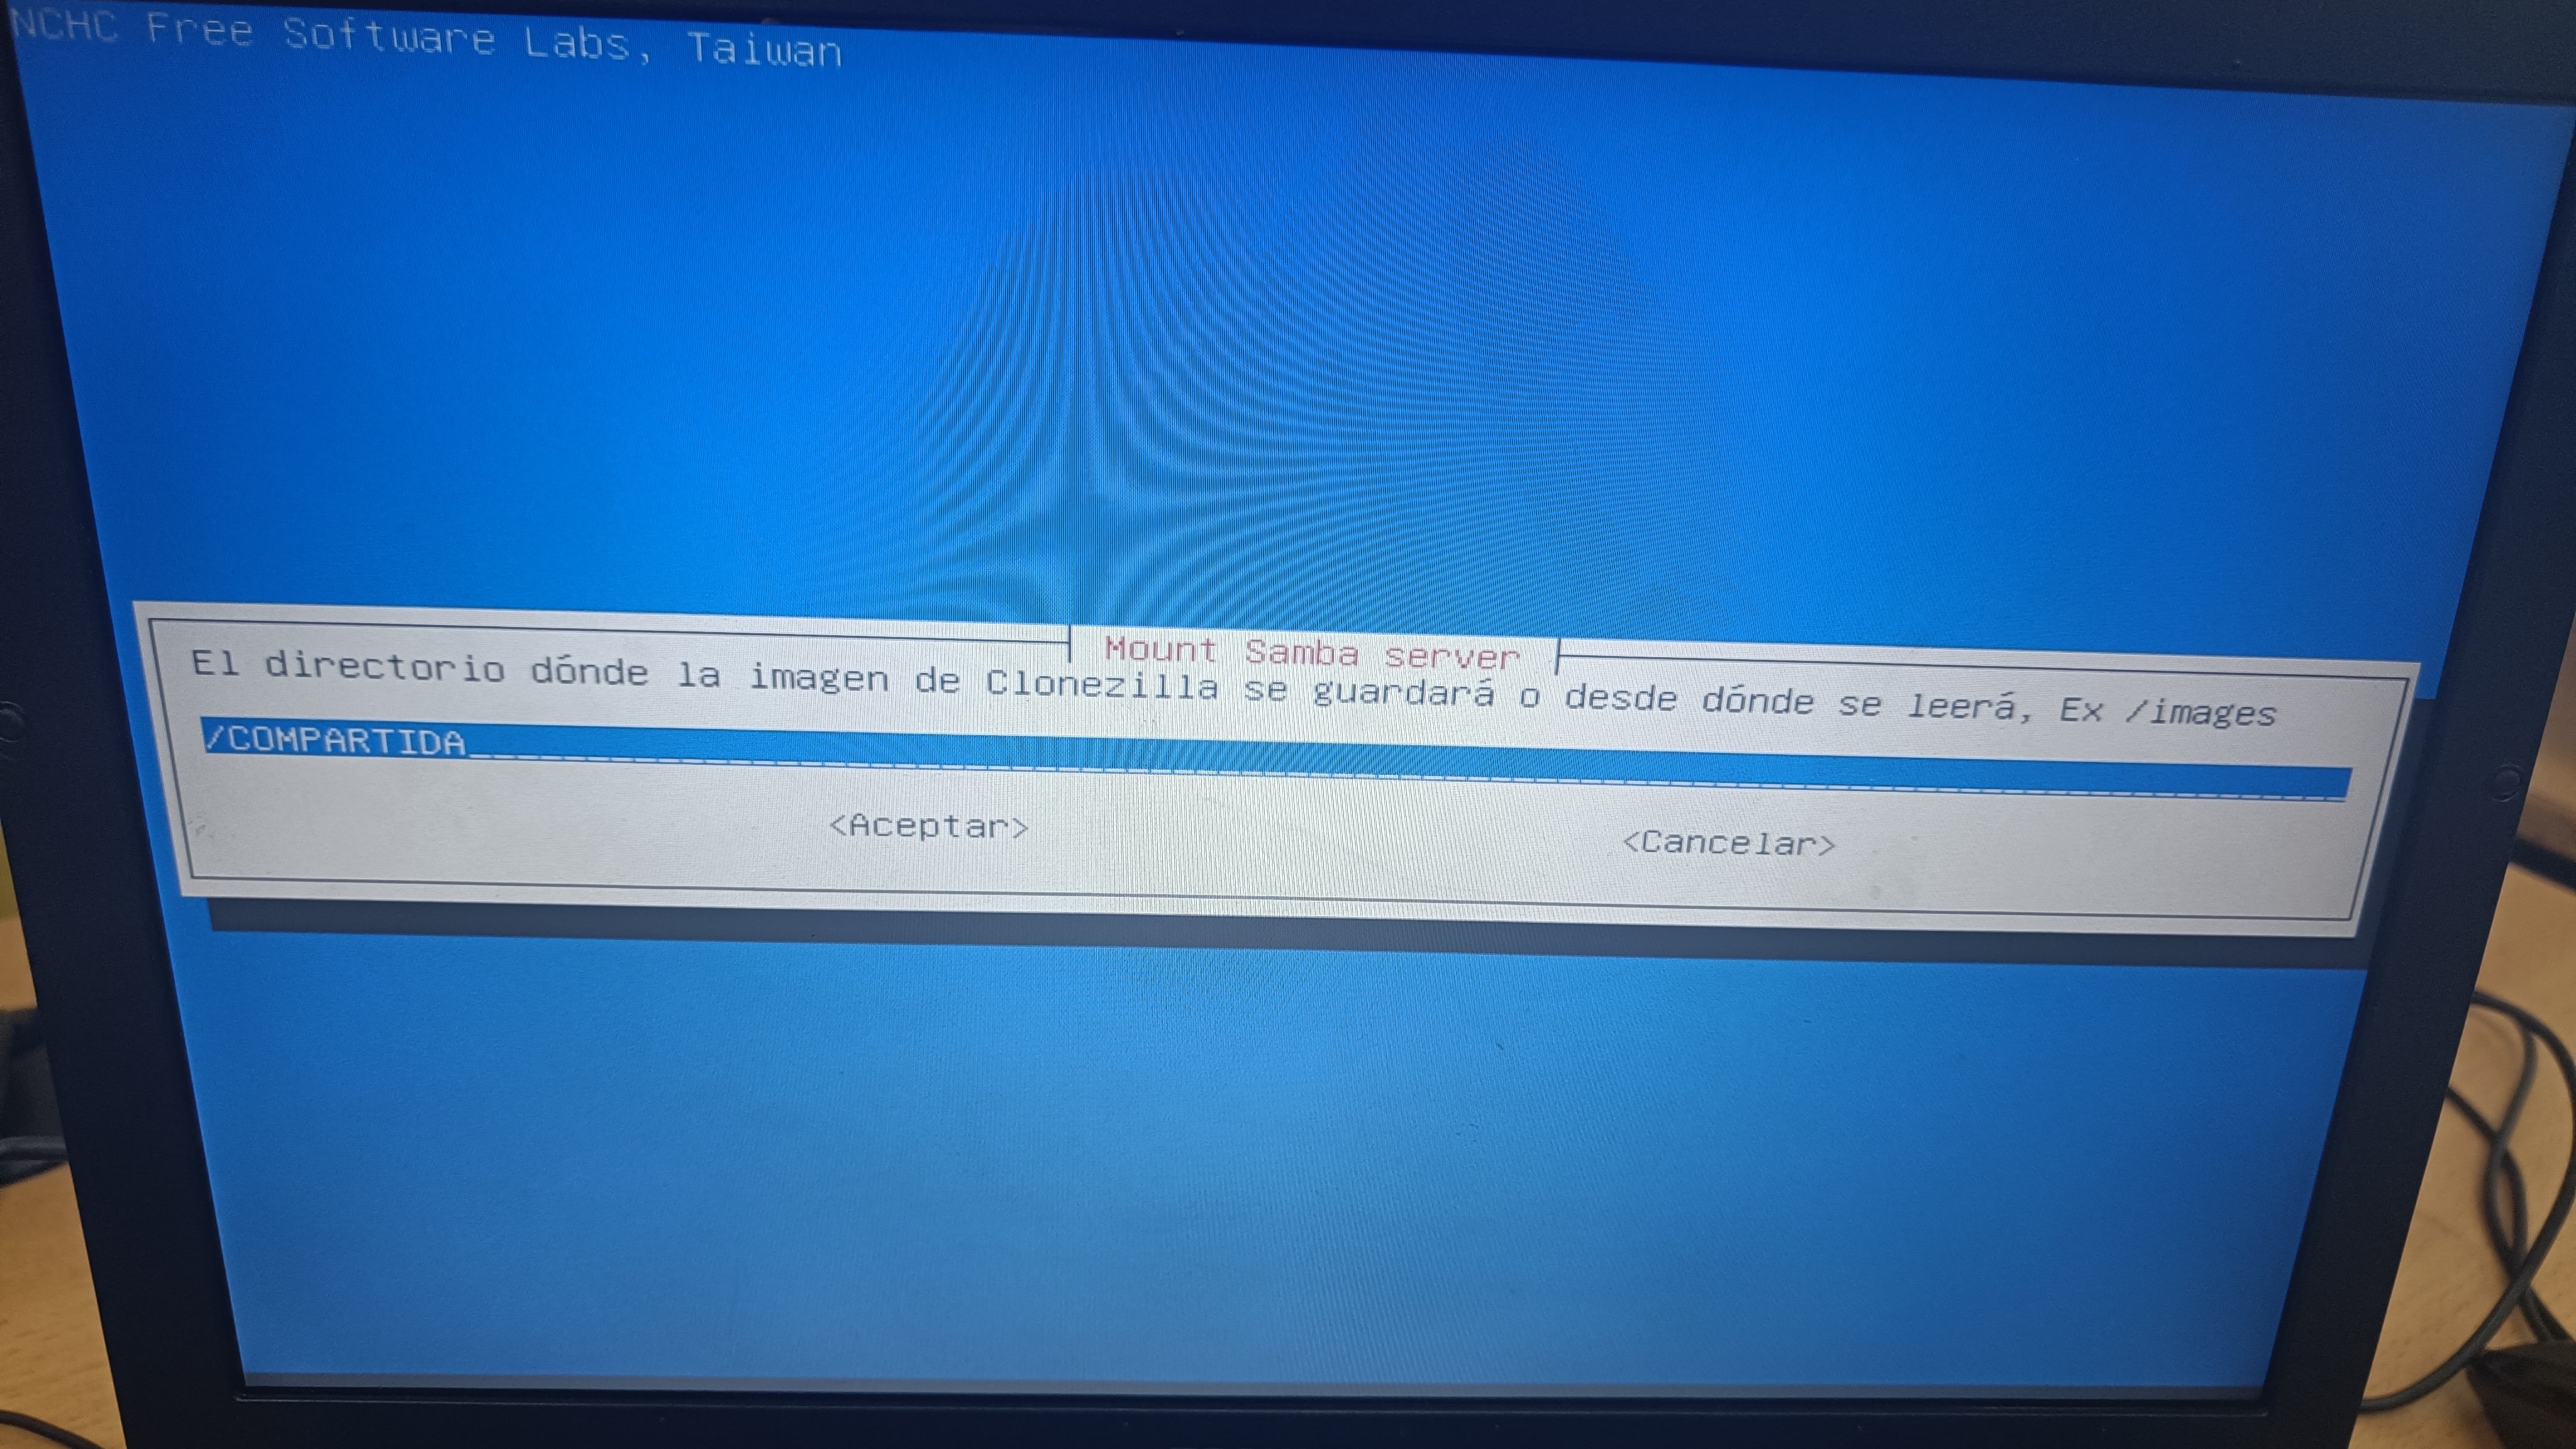 NCHC Free Software Labs, Taiwan
Mount Samba server
El directorio dónde la imagen de Clonezilla se guardará o desde dónde se leerá, Ex /images
/COMPARTIDA
<Aceptar> <Cancelar>